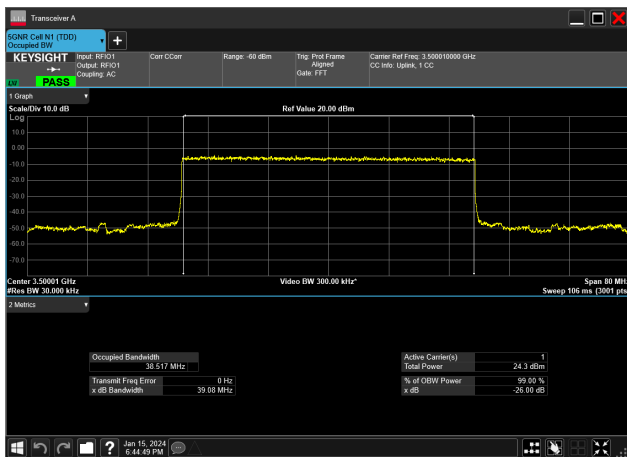 Transceiver A
5GNR Cell N1 (TDD)
Occupied BW
KEYSIGHT
Input: RFIO1
Output: RFIO1
Coupling: AC
Corr CCorr
Range: -60 dBm
Trig: Prot Frame
Aligned
Gate: FFT
Carrier Ref Freq: 3.500010000 GHz
CC Info: Uplink, 1 CC
PASS
1 Graph
Scale/Div 10.0 dB
Ref Value 20.00 dBm
Log
10.0
0.00
-10.0
-20.0
-30.0
-40.0
-50.0
-60.0
-70.0
Center 3.50001 GHz
Video BW 300.00 kHz*
Span 80 MHz
#Res BW 30.000 kHz
Sweep 106 ms (3001 pts
2 Metrics
Occupied Bandwidth
38.517 MHz
Transmit Freq Error 0 Hz
x dB Bandwidth 39.08 MHz
Active Carrier(s) 1
Total Power 24.3 dBm
% of OBW Power 99.00 %
x dB -26.00 dB
Jan 15, 2024
6:44:49 PM